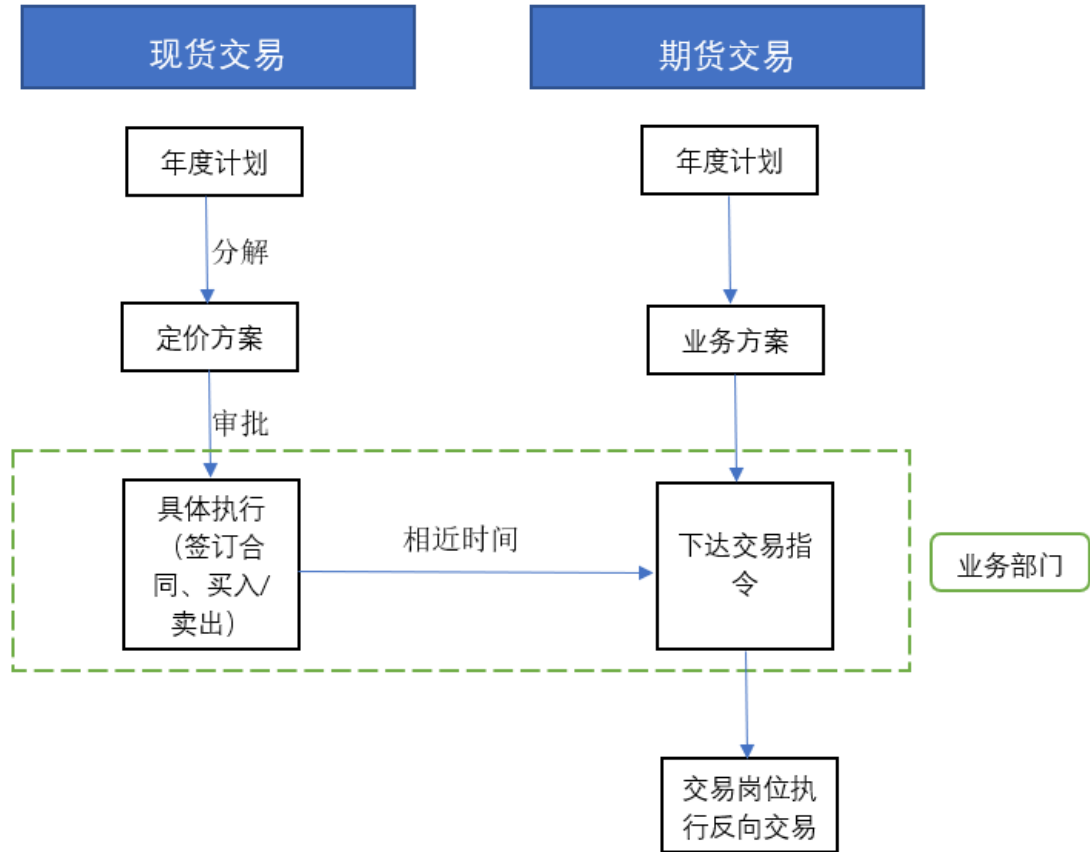 现货交易
期货交易
年度计划
年度计划
分解
定价方案
业务方案
审批
具体执行
（签订合
同、买入/
卖出）
相近时间
下达交易指
令
业务部门
交易岗位执
行反向交易